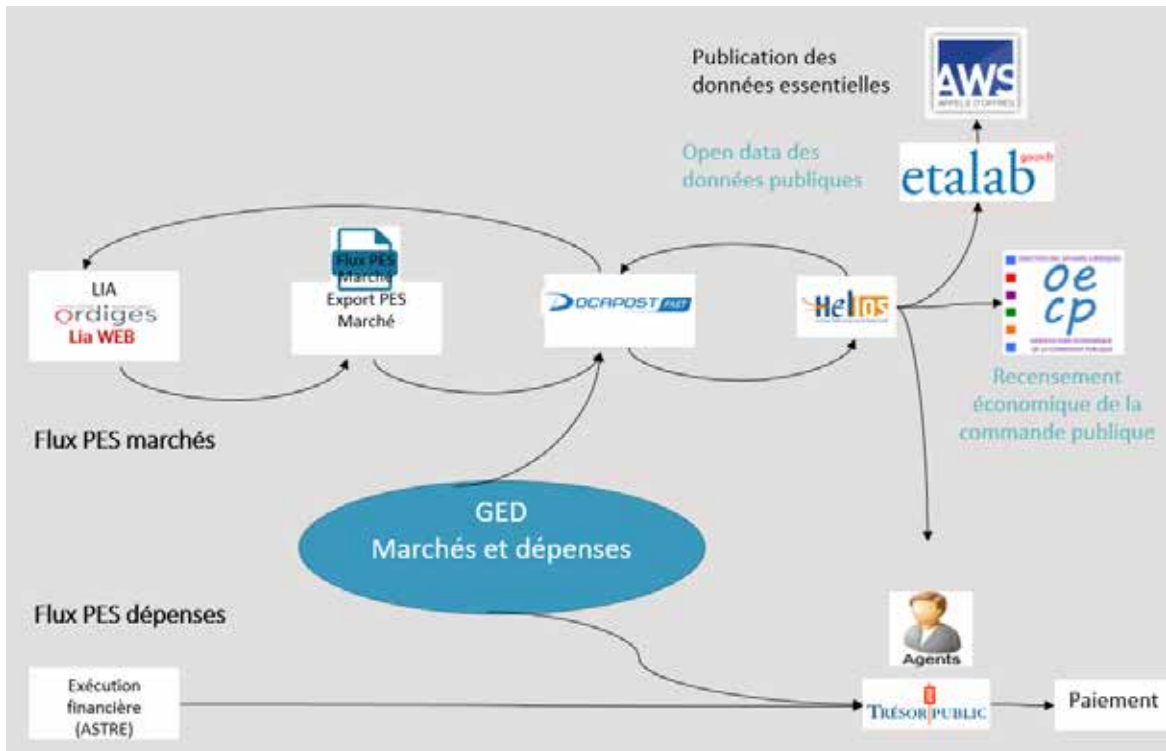 Publication des
données essentielles
AWS
APPELS D'OFFRES
Open data des
données publiques
etalab
gouv.fr
LIA
ordigès
Lia WEB
Flux PES
Marché
Export PES
Marché
DOCAPOST FAST
Helios
oe
cp
Recensement
économique de la
commande publique
Flux PES marchés
GED
Marchés et dépenses
Flux PES dépenses
Agents
Exécution
financière
(ASTRE)
TRÉSOR PUBLIC
Paiement